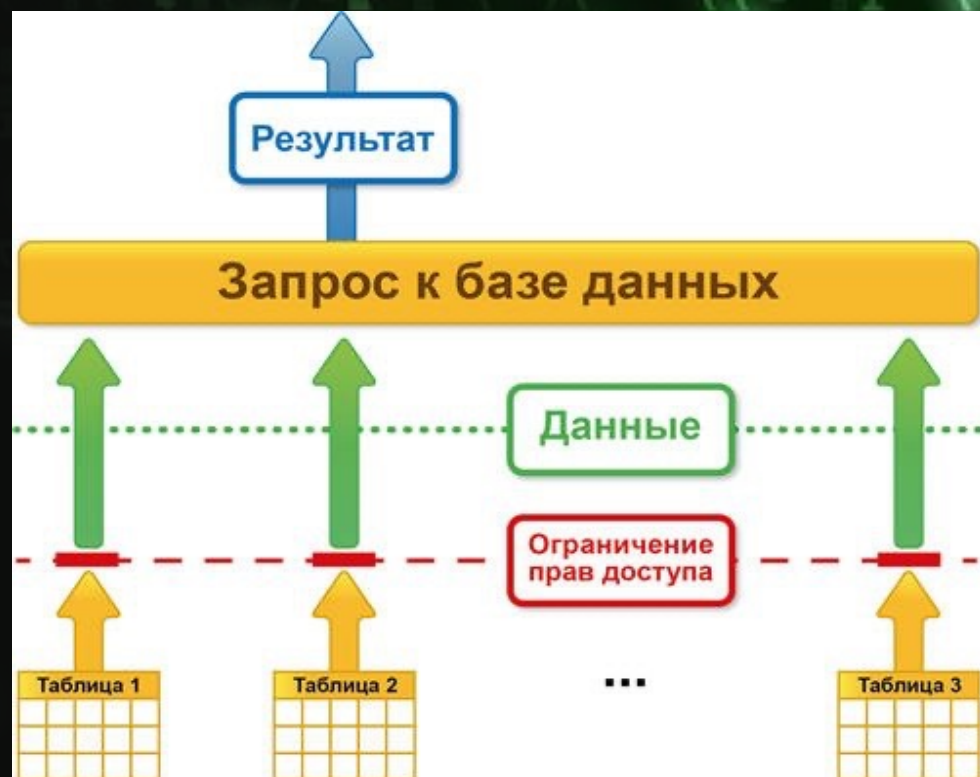 Результат
Запрос к базе данных
Данные
Ограничение
прав доступа
Таблица 1
Таблица 2
...
Таблица 3